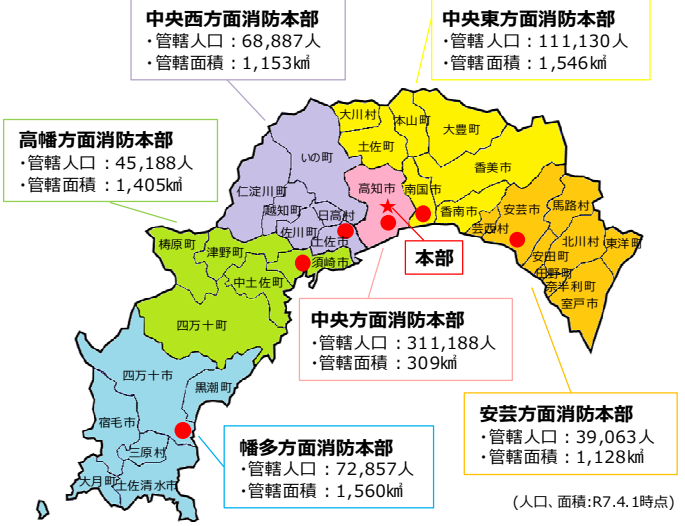 中央西方面消防本部
・管轄人口：68,887人
・管轄面積：1,153㎢
中央東方面消防本部
・管轄人口：111,130人
・管轄面積：1,546㎢
高幡方面消防本部
・管轄人口：45,188人
・管轄面積：1,405㎢
大川村
本山町
大豊町
土佐町
いの町
香美市
高知市
南国市
仁淀川町
越知町
日高村
香南市
安芸市
馬路村
佐川町
土佐市
芸西村
北川村
東洋町
梼原町
津野町
須崎市
本部
安田町
田野町
奈半利町
室戸市
中土佐町
四万十町
中央方面消防本部
・管轄人口：311,188人
・管轄面積：309㎢
四万十市
黒潮町
宿毛市
三原村
大月町
土佐清水市
安芸方面消防本部
・管轄人口：39,063人
・管轄面積：1,128㎢
幡多方面消防本部
・管轄人口：72,857人
・管轄面積：1,560㎢
(人口、面積:R7.4.1時点)